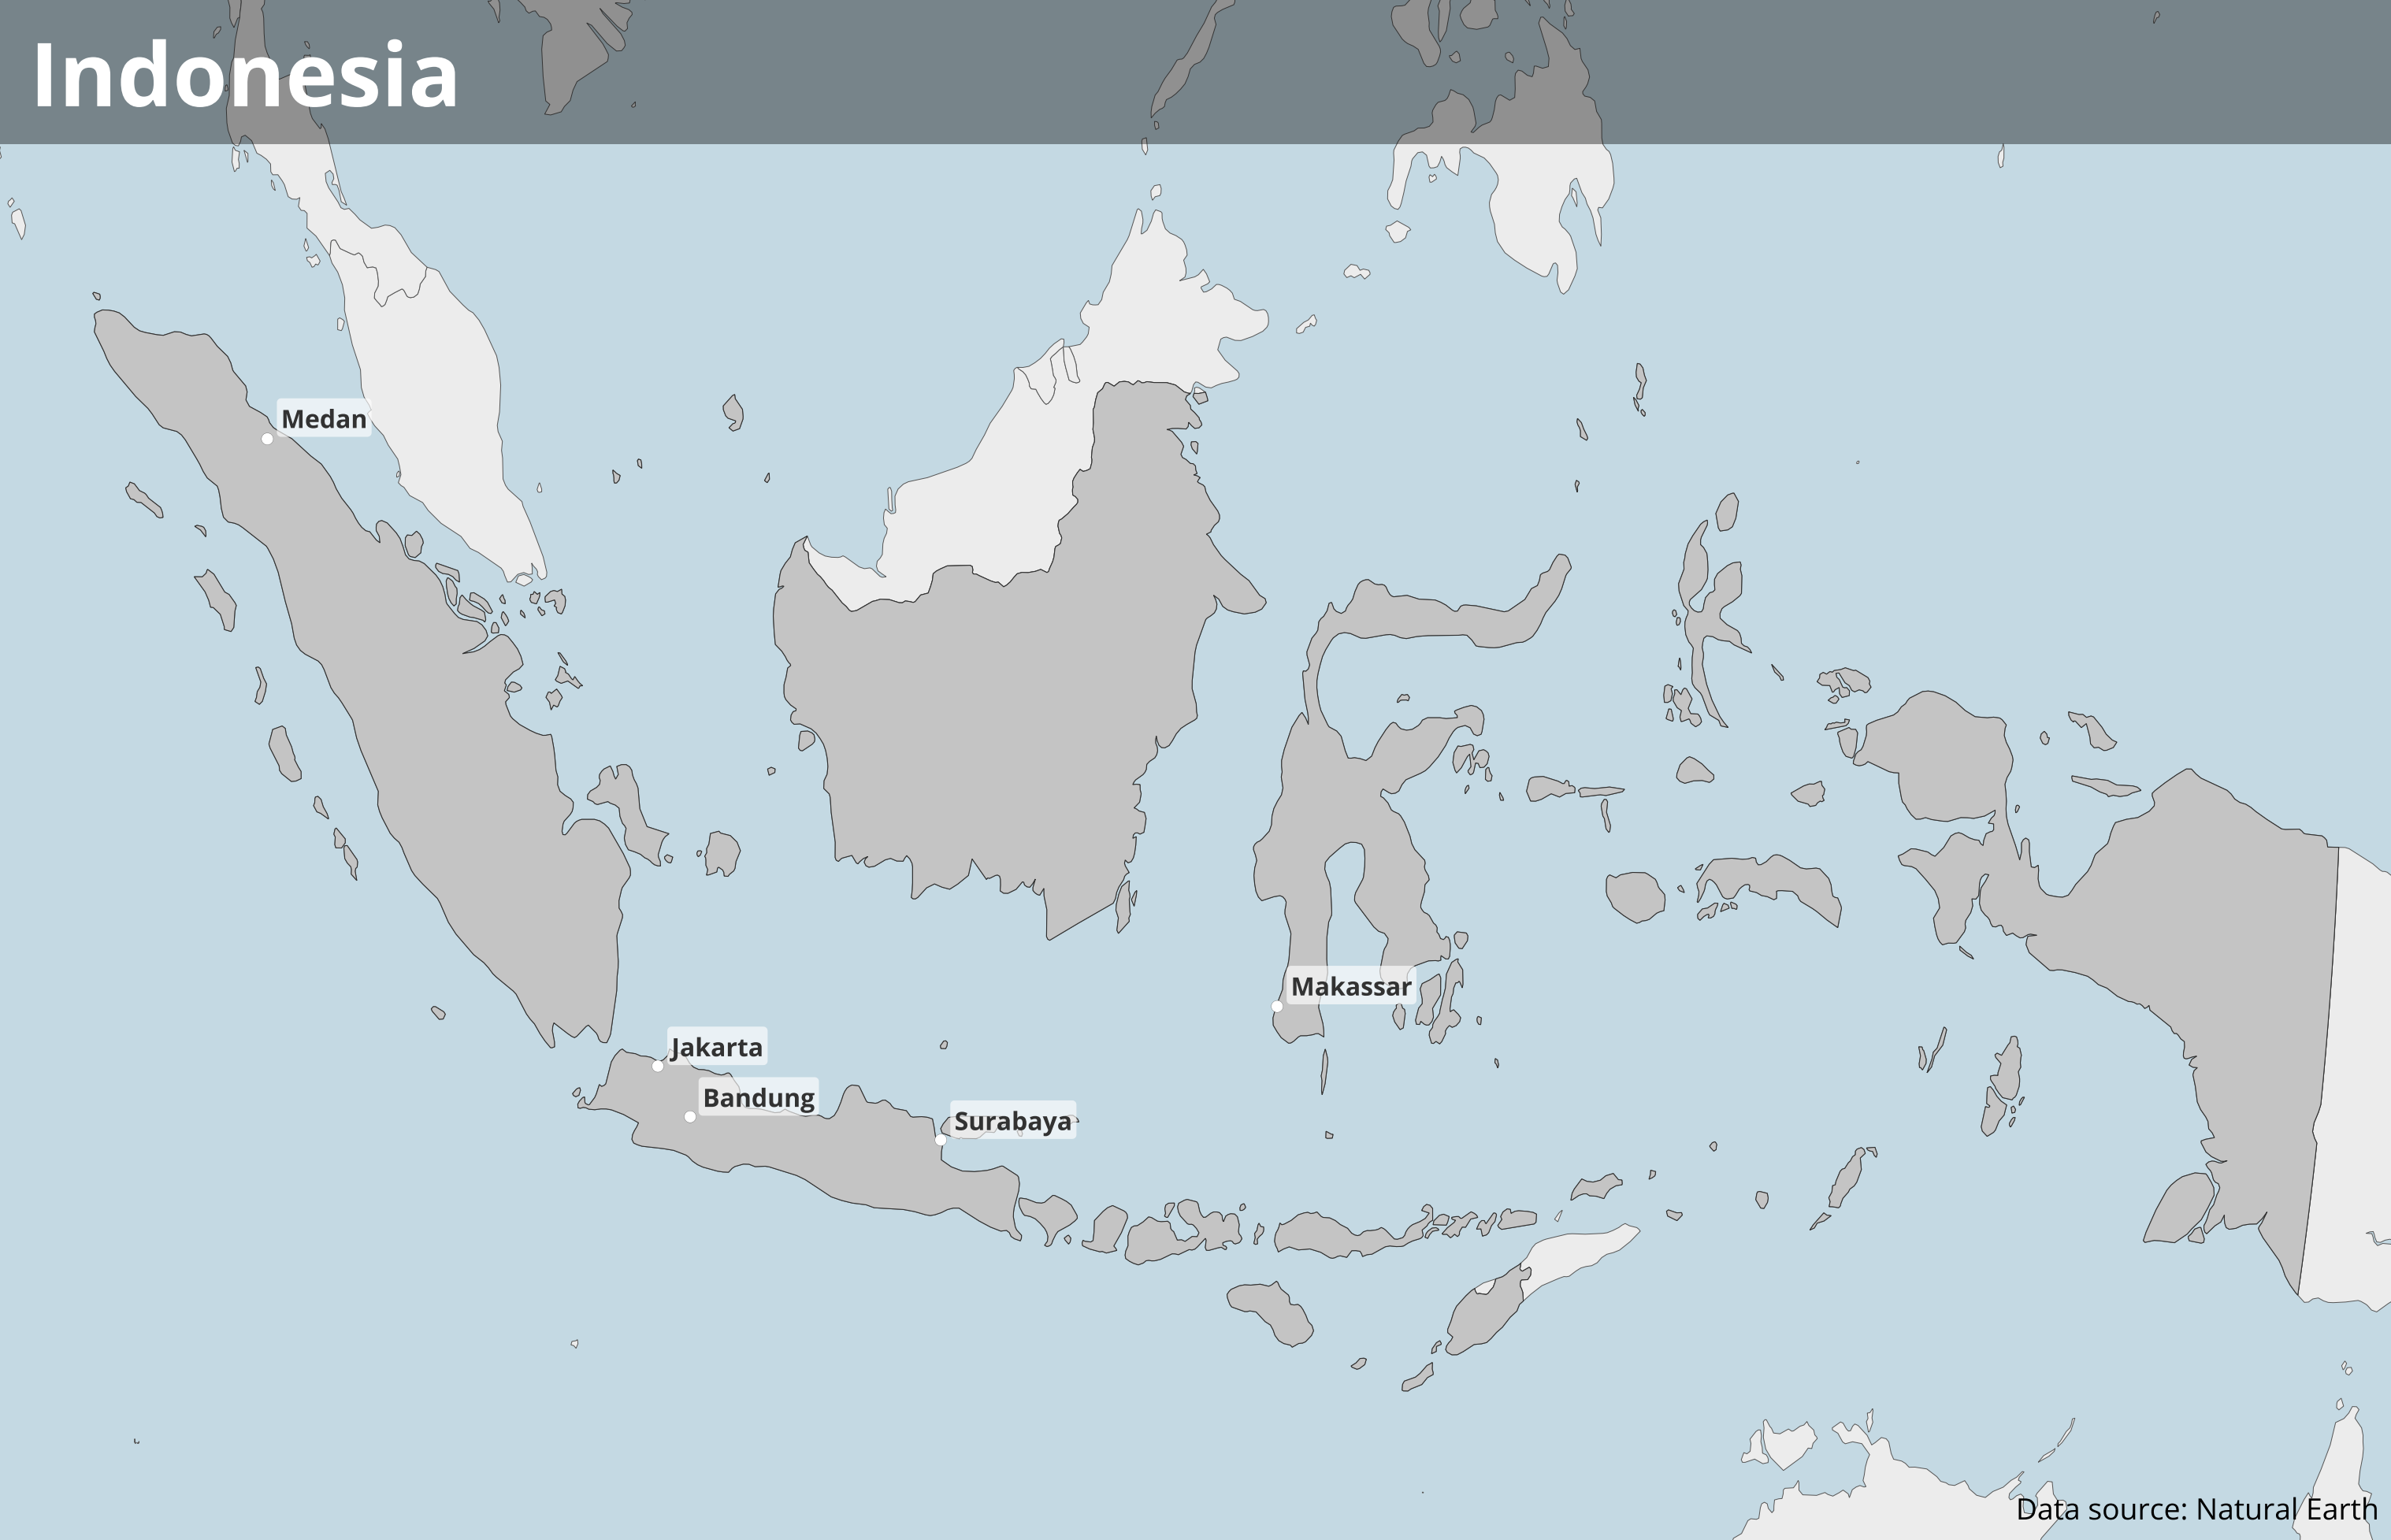 Indonesia
Medan
Makassar
Jakarta
Bandung
Surabaya
Data source: Natural Earth